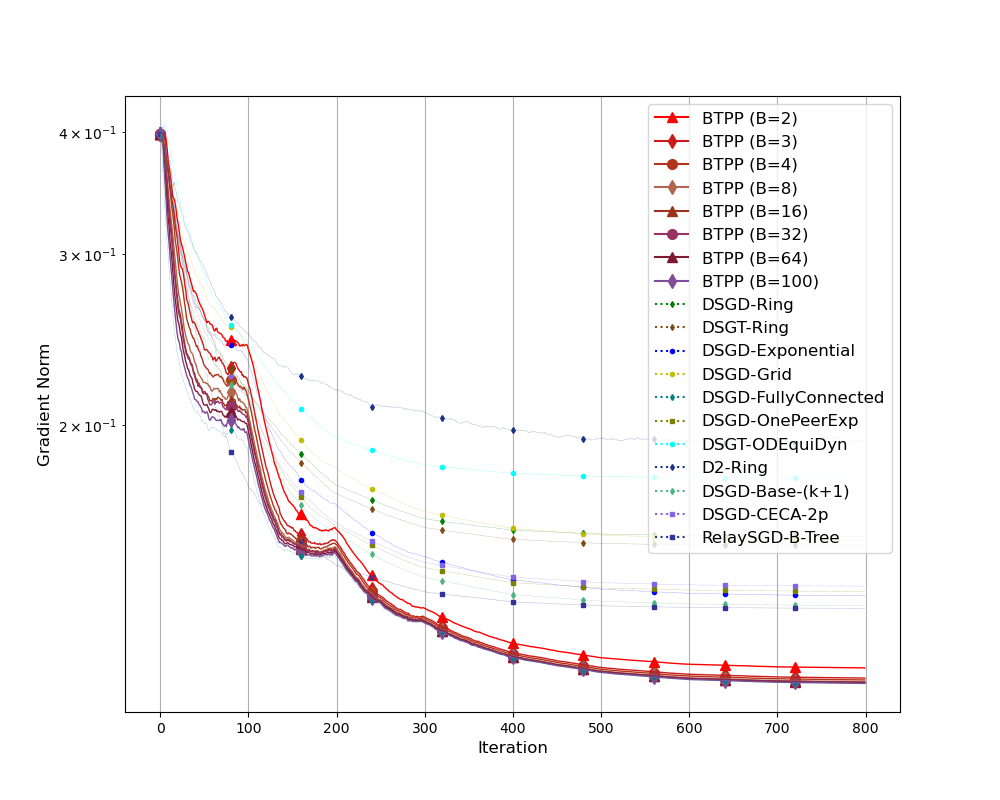 4 × 10⁻¹
3 × 10⁻¹
2 × 10⁻¹
Gradient Norm
BTPP (B=2)
BTPP (B=3)
BTPP (B=4)
BTPP (B=8)
BTPP (B=16)
BTPP (B=32)
BTPP (B=64)
BTPP (B=100)
DSGD-Ring
DSGT-Ring
DSGD-Exponential
DSGD-Grid
DSGD-FullyConnected
DSGD-OnePeerExp
DSGT-ODEquiDyn
D2-Ring
DSGD-Base-(k+1)
DSGD-CECA-2p
RelaySGD-B-Tree
0 100 200 300 400 500 600 700 800
Iteration